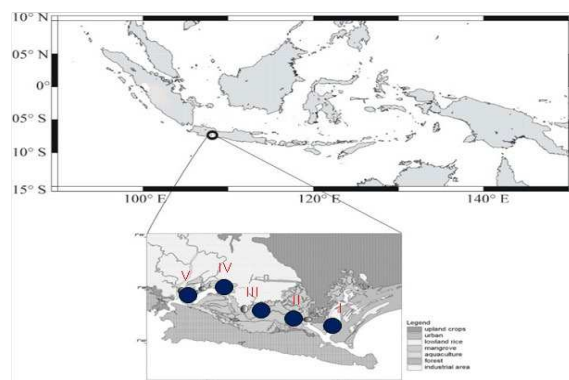 10° N
05° N
0°
05° S
10° S
15° S
100° E
120° E
140° E
V
IV
III
II
I
Legend
upland crops
urban
lowland rice
mangrove
aquaculture
forest
industrial area